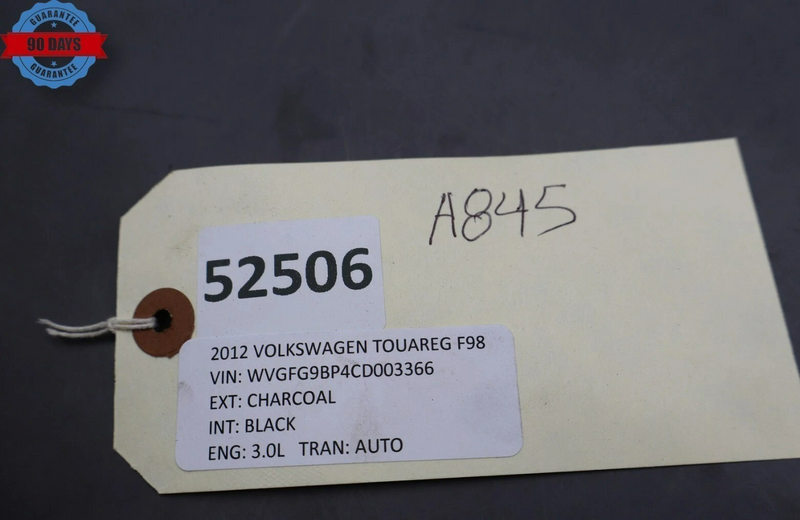 GUARANTEE
90 DAYS
GUARANTEE
A845
52506
2012 VOLKSWAGEN TOUAREG F98
VIN: WVGFG9BP4CD003366
EXT: CHARCOAL
INT: BLACK
ENG: 3.0L TRAN: AUTO